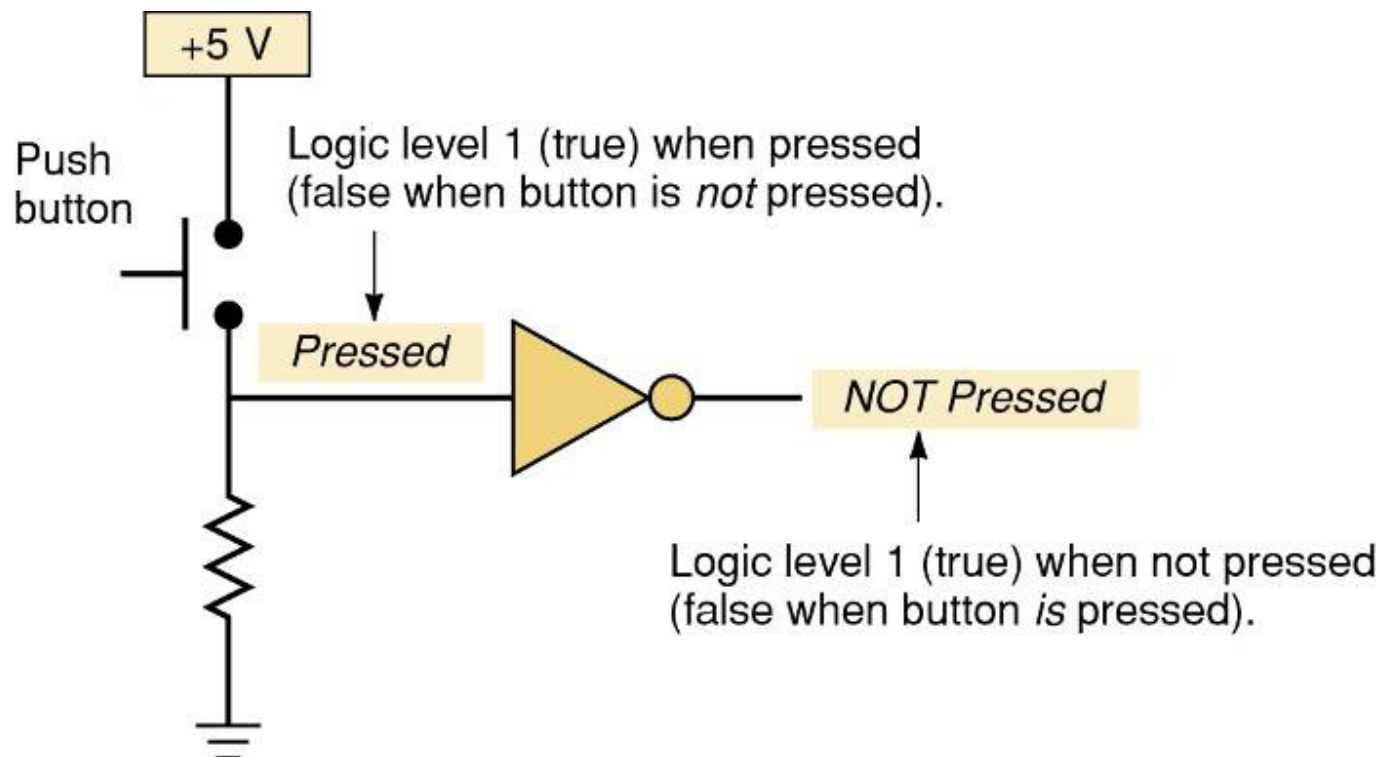 +5 V
Push
button
Logic level 1 (true) when pressed
(false when button is not pressed).
Pressed
NOT Pressed
Logic level 1 (true) when not pressed
(false when button is pressed).